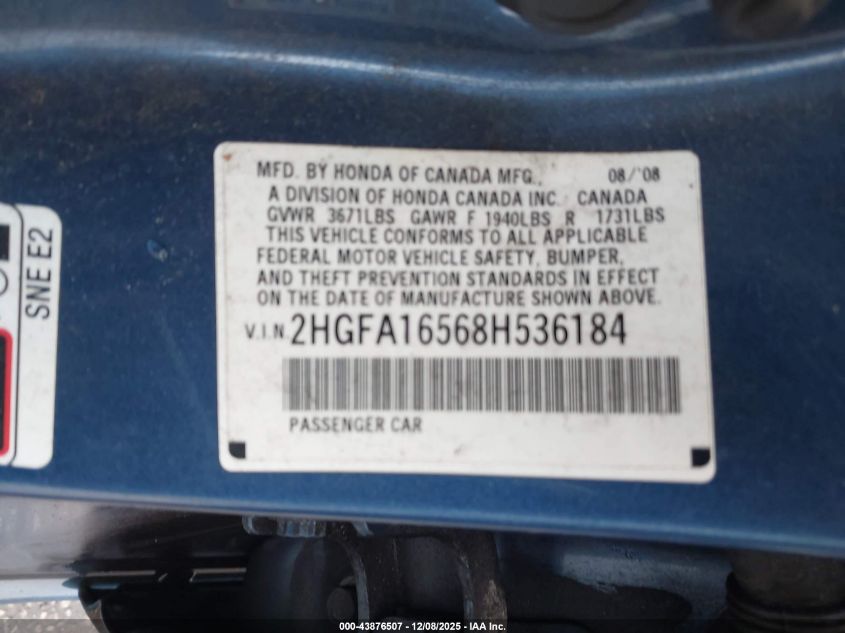 MFD. BY HONDA OF CANADA MFG., 08/'08
A DIVISION OF HONDA CANADA INC. CANADA
GVWR 3671LBS GAWR F 1940LBS R 1731LBS
THIS VEHICLE CONFORMS TO ALL APPLICABLE
FEDERAL MOTOR VEHICLE SAFETY, BUMPER,
AND THEFT PREVENTION STANDARDS IN EFFECT
ON THE DATE OF MANUFACTURE SHOWN ABOVE.
V.I.N. 2HGFA16568H536184
PASSENGER CAR
SNE E2
000-43876507 - 12/08/2025 - IAA Inc.